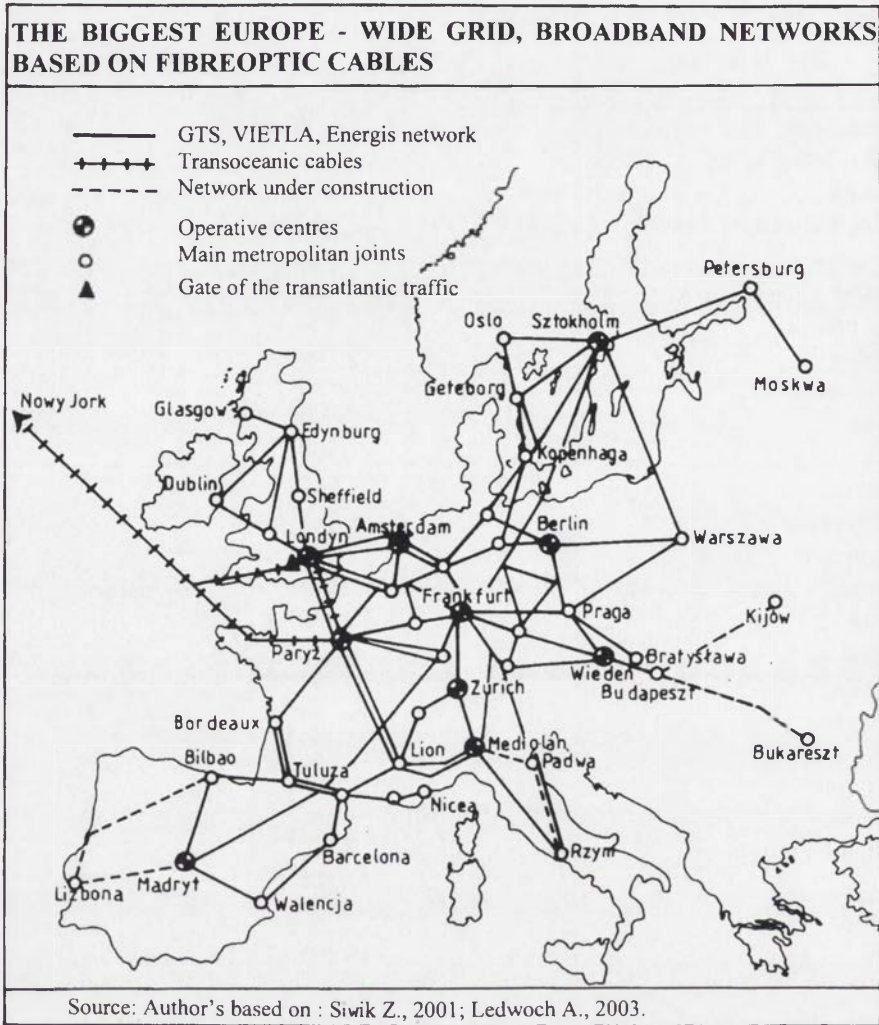 THE BIGGEST EUROPE - WIDE GRID, BROADBAND NETWORKS
BASED ON FIBREOPTIC CABLES
GTS, VIETLA, Energis network
Transoceanic cables
Network under construction
Operative centres
Main metropolitan joints
Gate of the transatlantic traffic
Petersburg
Oslo
Sztokholm
Moskwa
Geteborg
Nowy Jork
Glasgow
Edynburg
Kopenhaga
Dublin
Sheffield
Londyn
Amsterdam
Berlin
Warszawa
Frankfurt
Praga
Kijów
Paryż
Wiedeń
Bratysława
Budapeszt
Zurich
Bordeaux
Lion
Mediolan
Padwa
Bukareszt
Bilbao
Tuluza
Nicea
Barcelona
Rzym
Lizbona
Madryt
Walencja
Source: Author's based on : Siwik Z., 2001; Ledwoch A., 2003.